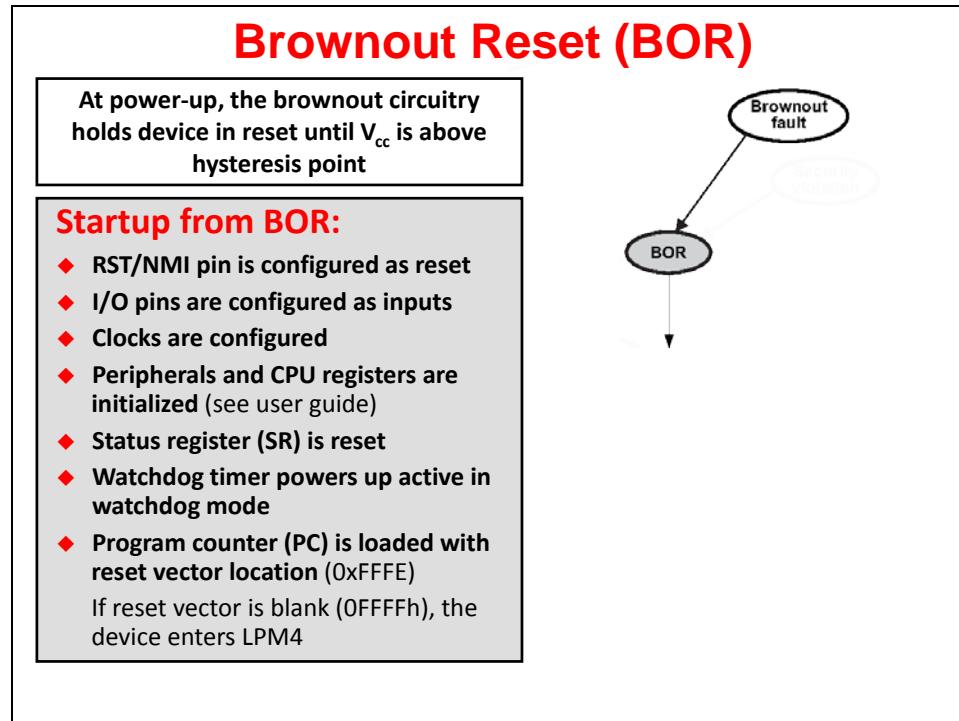 Brownout Reset (BOR)
At power-up, the brownout circuitry
holds device in reset until Vcc is above
hysteresis point
Startup from BOR:
◆ RST/NMI pin is configured as reset
◆ I/O pins are configured as inputs
◆ Clocks are configured
◆ Peripherals and CPU registers are
initialized (see user guide)
◆ Status register (SR) is reset
◆ Watchdog timer powers up active in
watchdog mode
◆ Program counter (PC) is loaded with
reset vector location (0xFFFE)
If reset vector is blank (0FFFFh), the
device enters LPM4
Brownout
fault
Security
violation
BOR